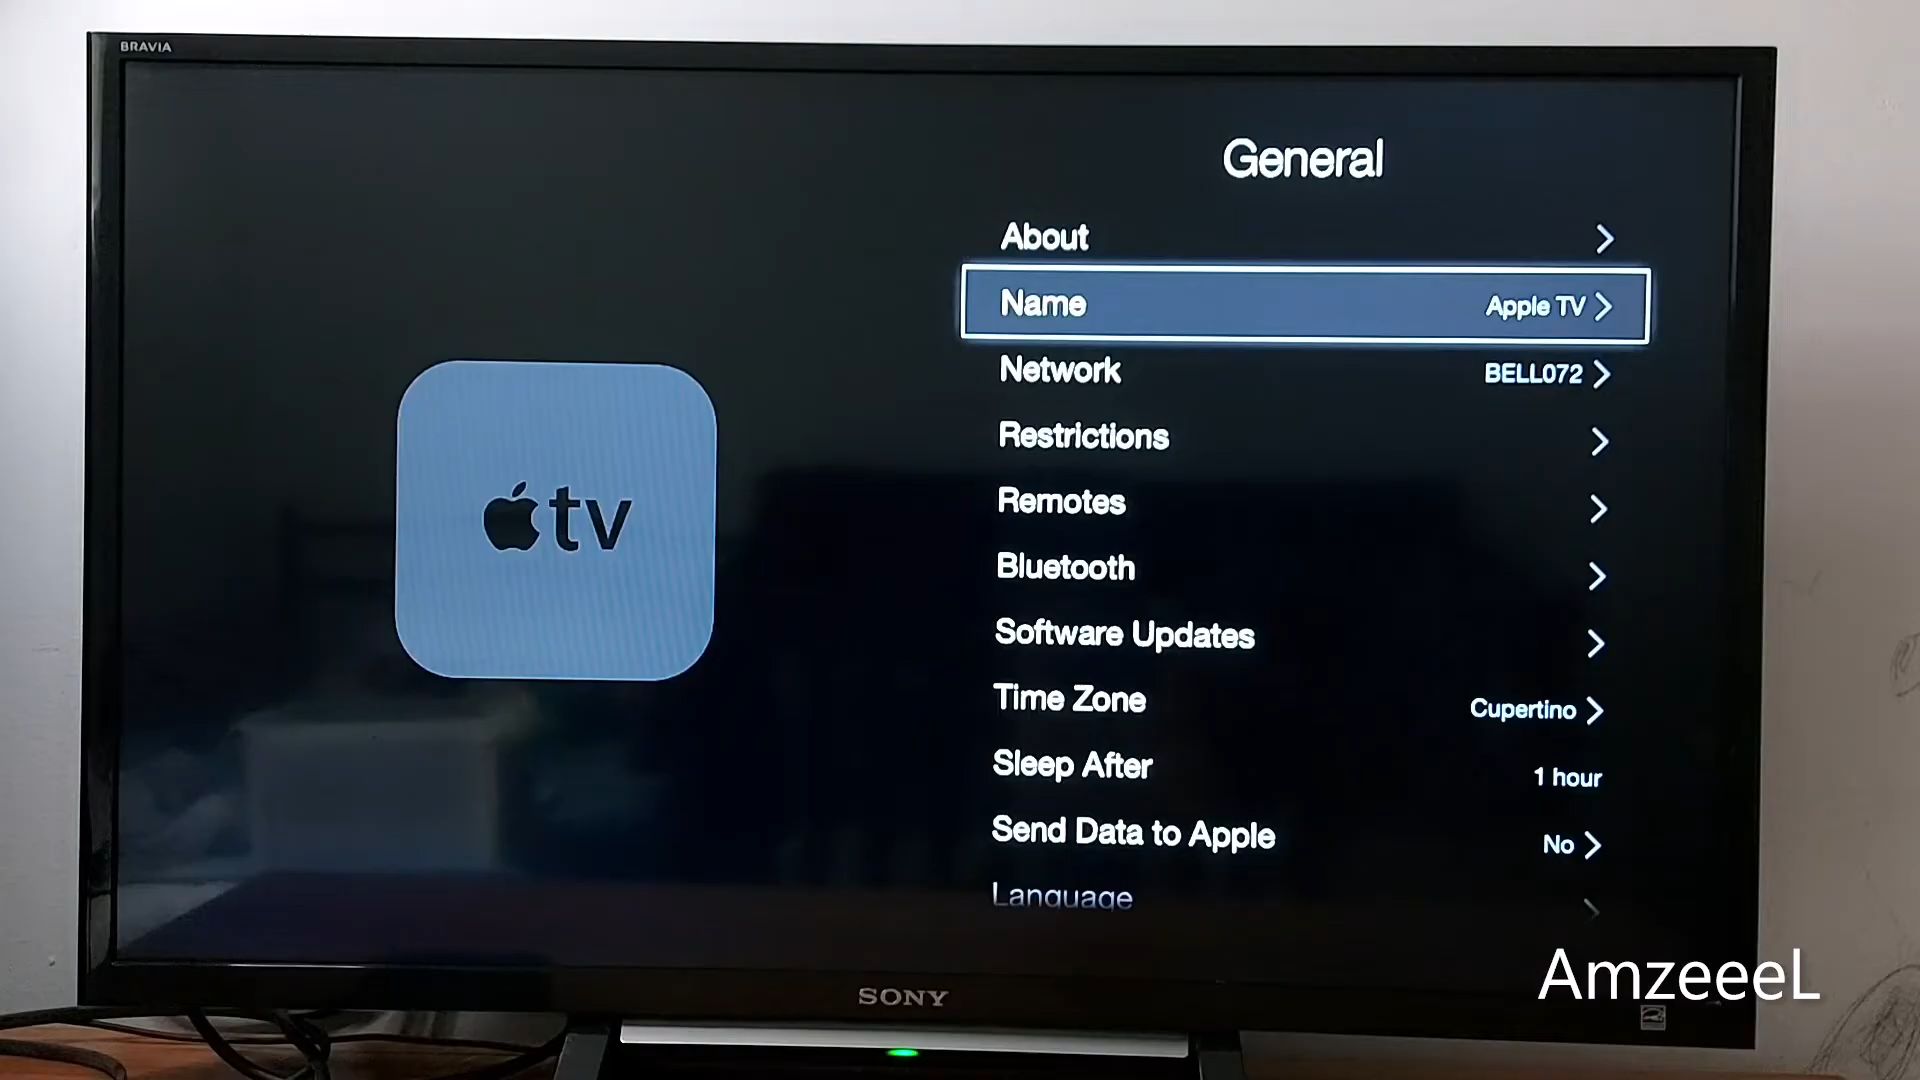 BRAVIA
General
About
Name Apple TV
Network BELL072
Restrictions
Remotes
Bluetooth
Software Updates
tv
Time Zone Cupertino
Sleep After 1 hour
Send Data to Apple No
Language
AmzeeeL
SONY